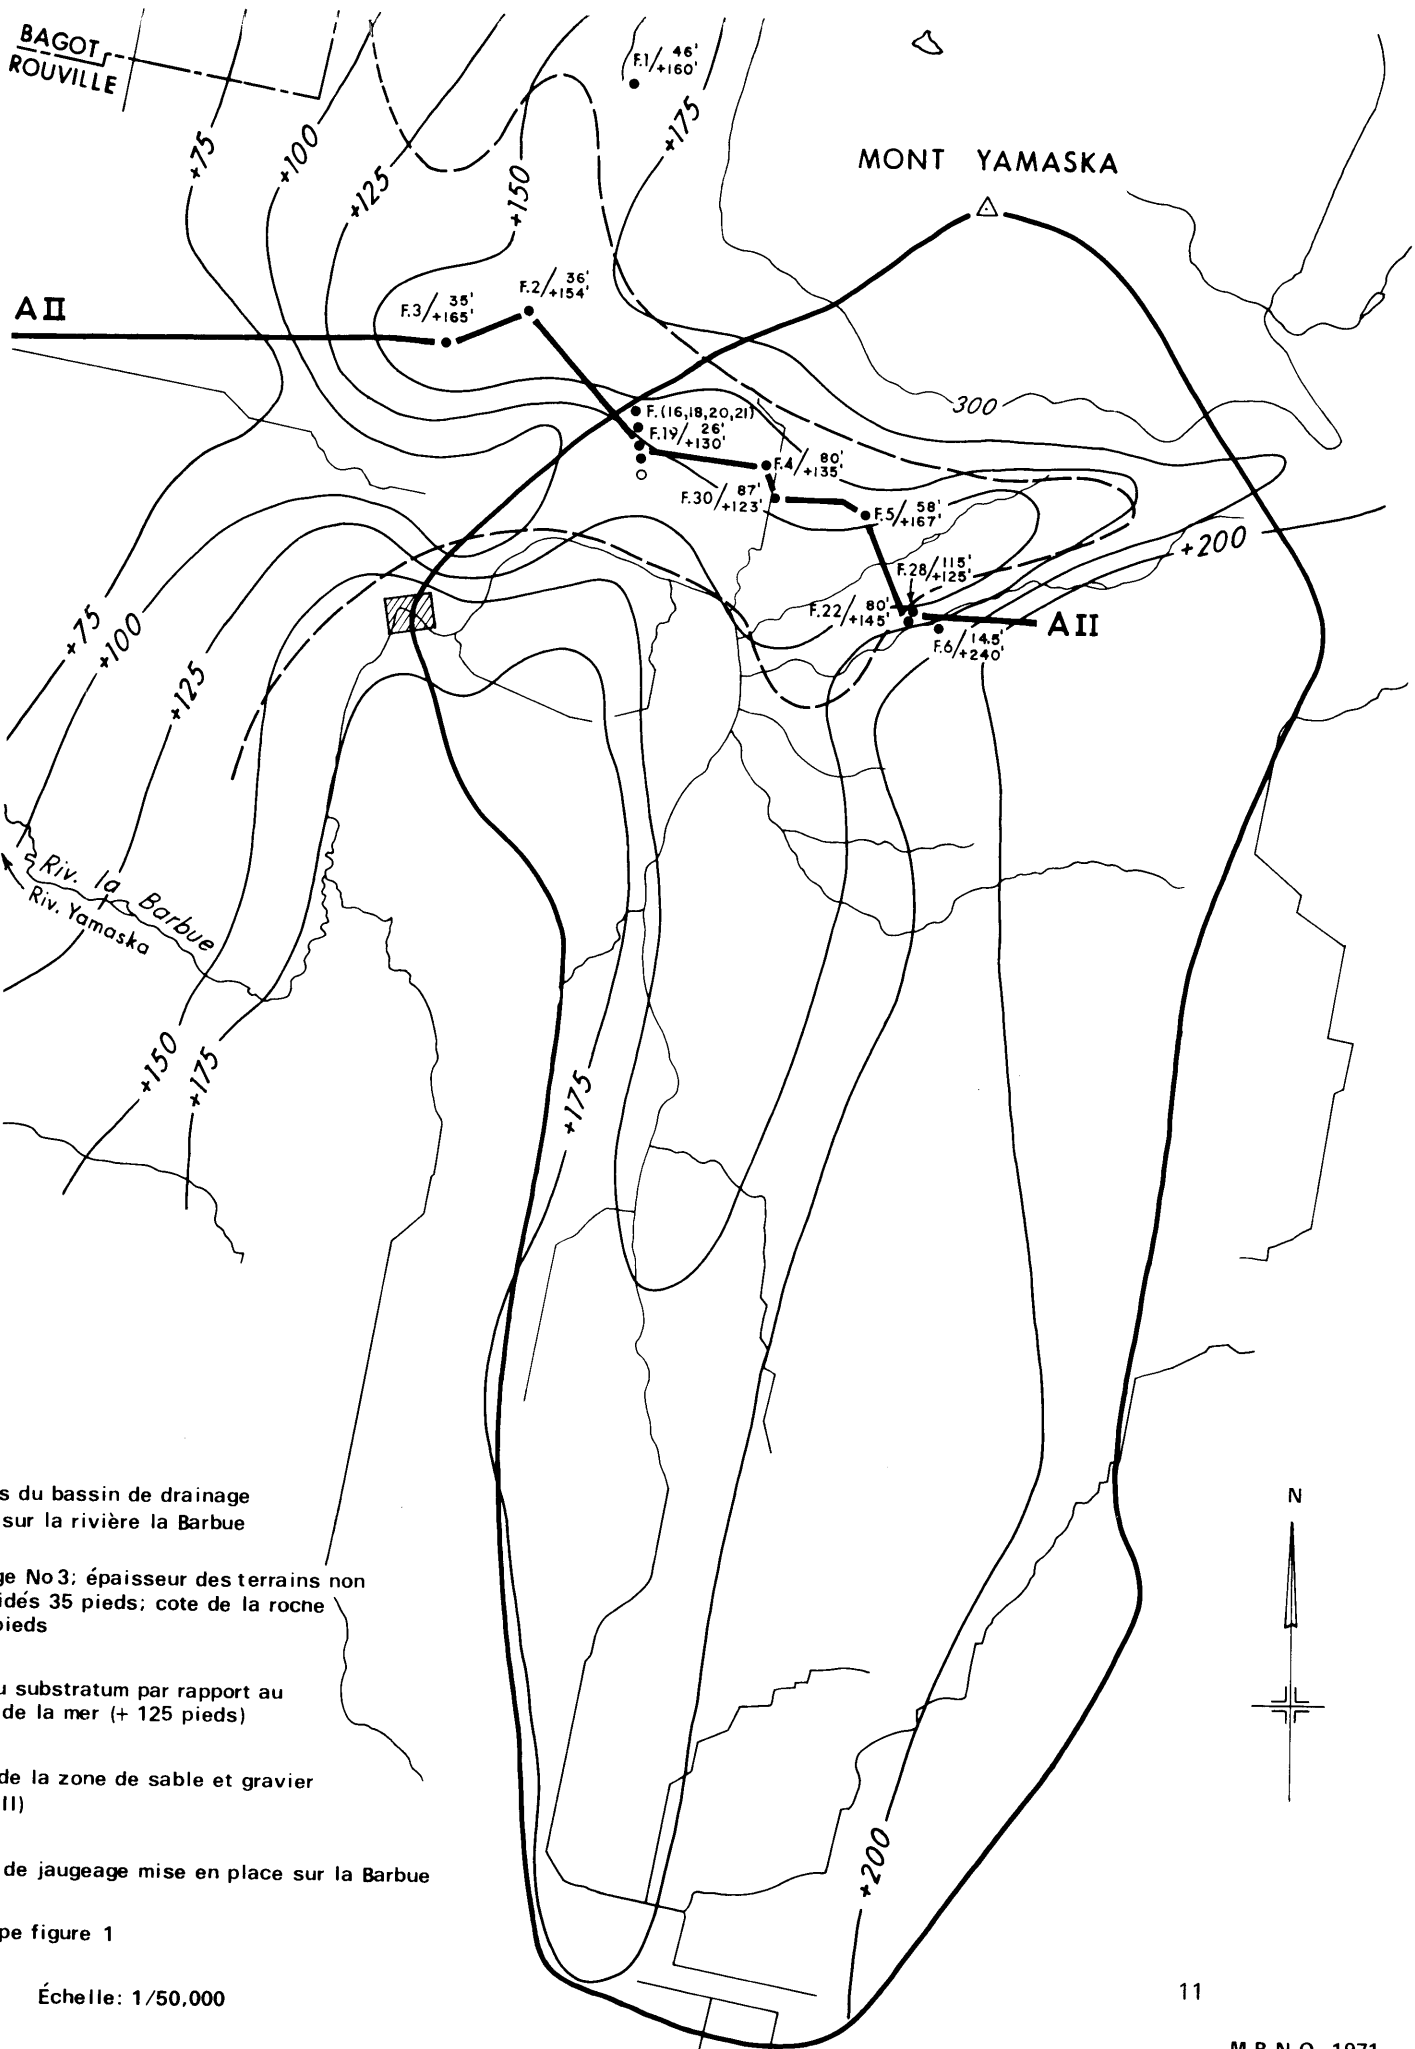 BAGOT
ROUVILLE
F.1/ 46'
+160'
+75
+100
+125
+150
+175
MONT YAMASKA
A II
F.3/ 35'
+165'
F.2/ 36'
+154'
300
F.(16,18,20,21)
F.19/ 26'
+130'
F.4/ 80'
+135'
F.30/ 87'
+123'
F.5/ 58'
+167'
+200
F.28/ 115'
+125'
F.22/ 80'
+145'
F.6/ 14.5'
+240'
A II
+75
+100
+125
Riv. la Barbue
Riv. Yamaska
+150
+175
+175
s du bassin de drainage
sur la rivière la Barbue
ge No 3; épaisseur des terrains non
idés 35 pieds; cote de la roche
pieds
u substratum par rapport au
de la mer (+ 125 pieds)
de la zone de sable et gravier
II)
de jaugeage mise en place sur la Barbue
pe figure 1
Échelle: 1/50,000
N
+200
11
M.R.N.Q. 1971